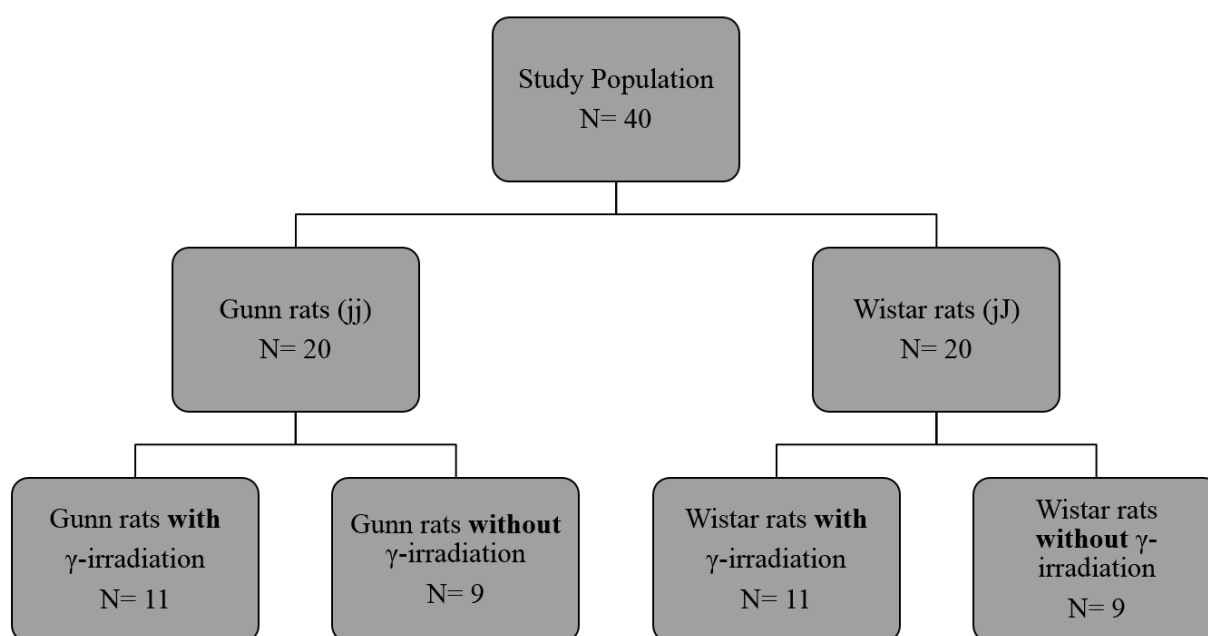 Study Population
N= 40
Gunn rats (jj)
N= 20
Wistar rats (jJ)
N= 20
Gunn rats with
γ-irradiation
N= 11
Gunn rats without
γ-irradiation
N= 9
Wistar rats with
γ-irradiation
N= 11
Wistar rats
without γ-
irradiation
N= 9